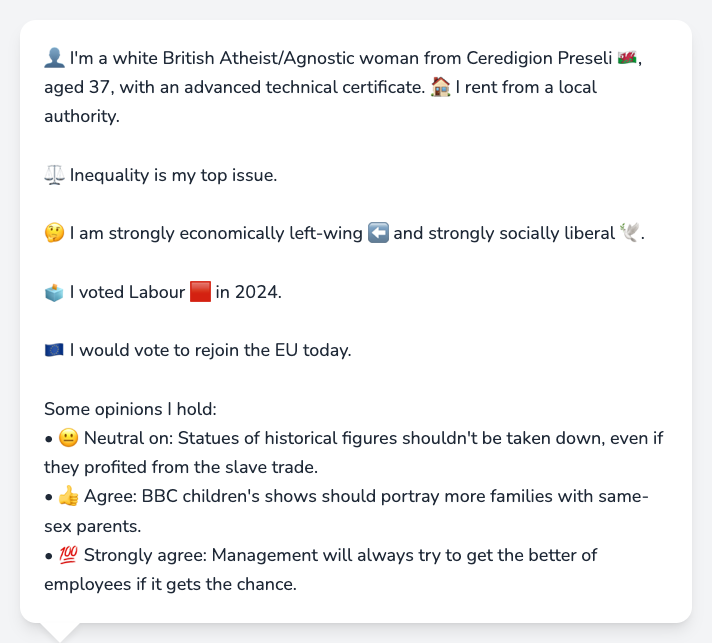 👤 I'm a white British Atheist/Agnostic woman from Ceredigion Preseli 🏴󠁧󠁢󠁷󠁬󠁳󠁿,
aged 37, with an advanced technical certificate. 🏠 I rent from a local
authority.
⚖️ Inequality is my top issue.
🤔 I am strongly economically left-wing ⬅️ and strongly socially liberal 🕊️.
🗳️ I voted Labour 🟥 in 2024.
🇪🇺 I would vote to rejoin the EU today.
Some opinions I hold:
• 😐 Neutral on: Statues of historical figures shouldn't be taken down, even if
they profited from the slave trade.
• 👍 Agree: BBC children's shows should portray more families with same-
sex parents.
• 💯 Strongly agree: Management will always try to get the better of
employees if it gets the chance.